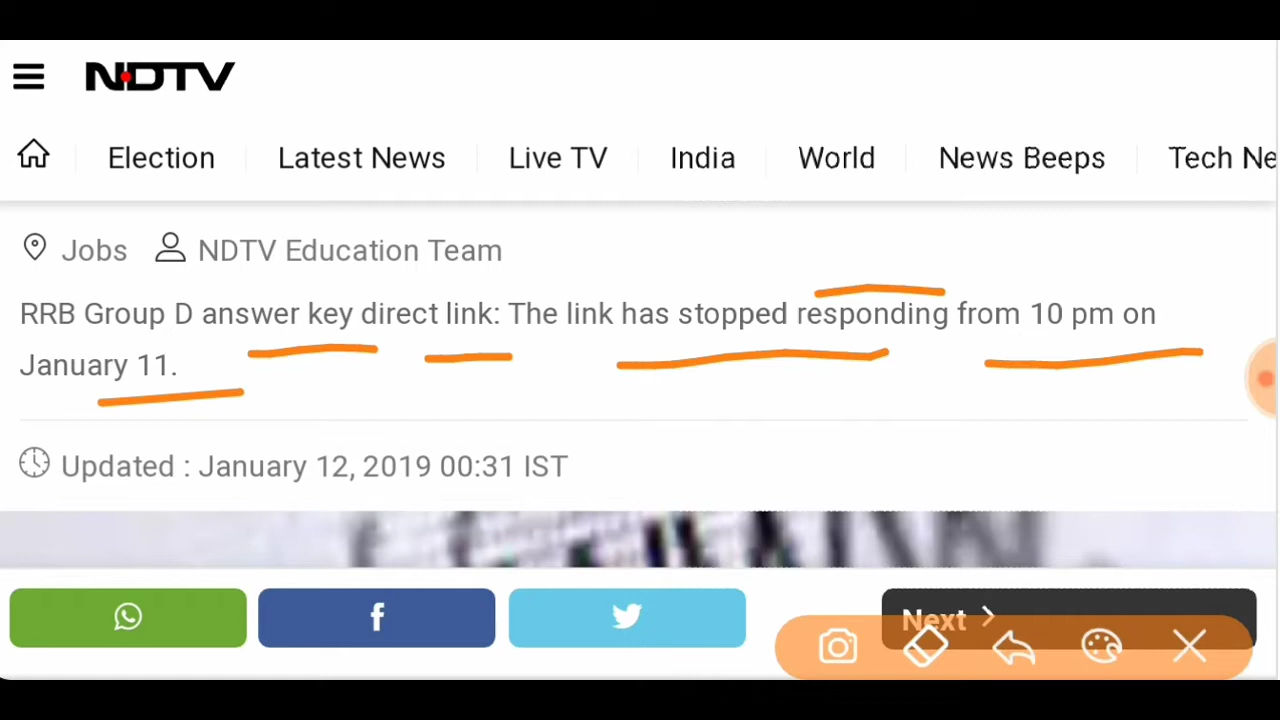 NDTV
Election Latest News Live TV India World News Beeps Tech Ne
Jobs NDTV Education Team
RRB Group D answer key direct link: The link has stopped responding from 10 pm on
January 11.
Updated : January 12, 2019 00:31 IST
f
Next